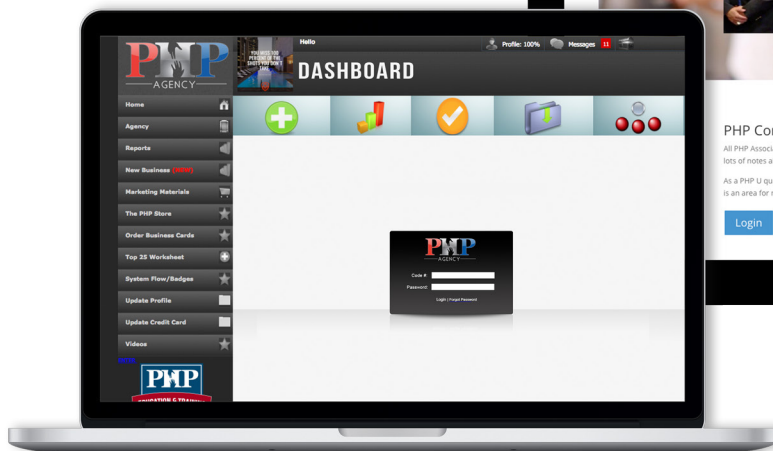 PHP
AGENCY
YOU MISS 100
PERCENT OF THE
SHOTS YOU DON'T
TAKE
Hello
Profile: 100%
Messages
11
DASHBOARD
Home
Agency
Reports
New Business (NEW!)
Marketing Materials
The PHP Store
Order Business Cards
Top 25 Worksheet
System Flow/Badges
Update Profile
Update Credit Card
Videos
PHP
EDUCATION & TRAINING
PHP
AGENCY
Code #:
Password:
Login | Forgot Password
PHP Co
All PHP Associ
lots of notes a
As a PHP U qu
is an area for
Login